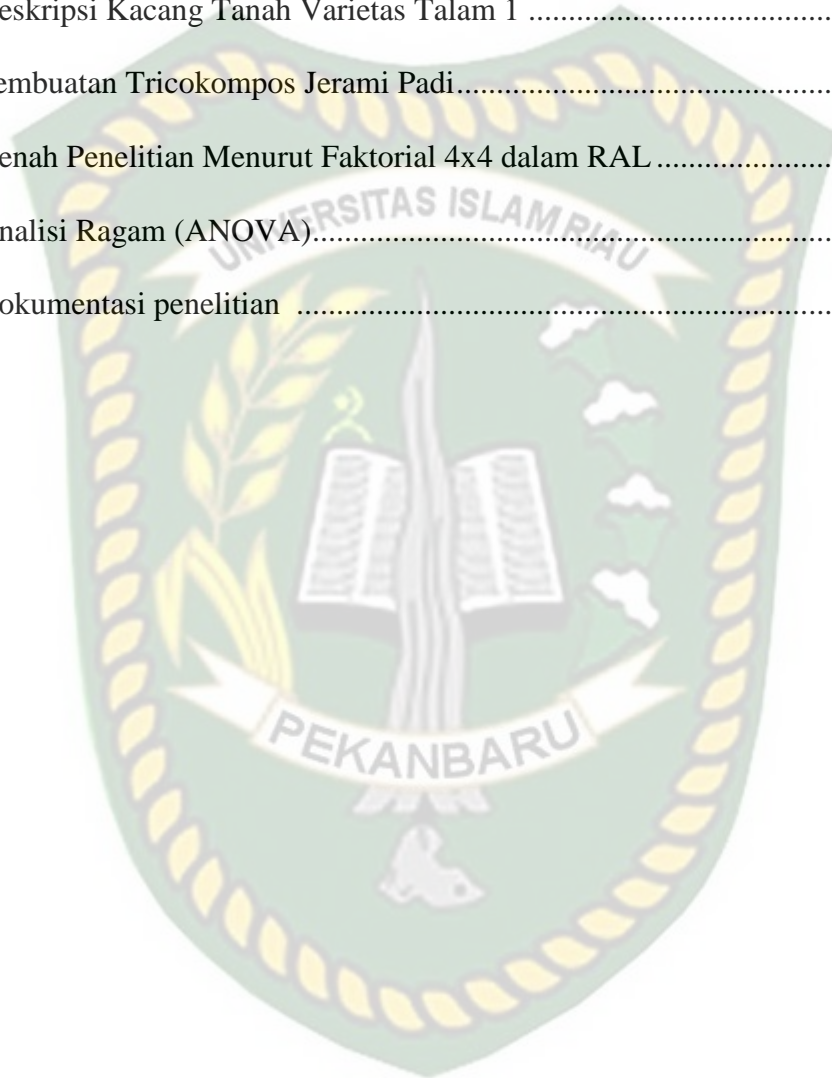 eskripsi Kacang Tanah Varietas Talam 1 ....................................
embuatan Tricokompos Jerami Padi............................................
enah Penelitian Menurut Faktorial 4x4 dalam RAL ....................
UNIVERSITAS ISLAM RIAU
nalisi Ragam (ANOVA)..............................................................
okumentasi penelitian ................................................................
PEKANBARU